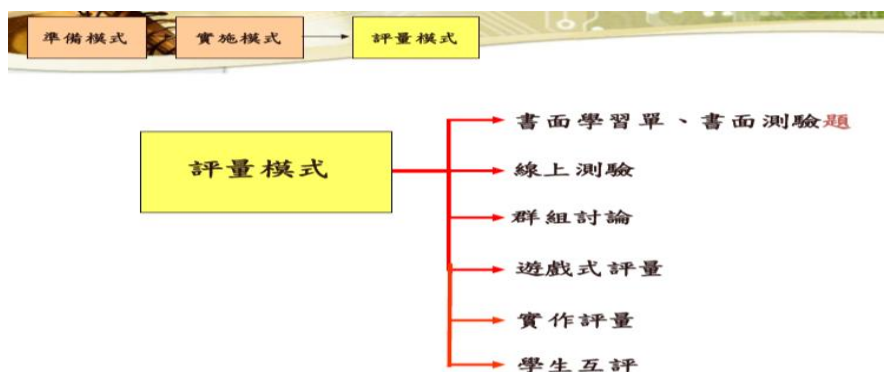 準備模式
實施模式
評量模式
評量模式
書面學習單、書面測驗題
線上測驗
群組討論
遊戲式評量
實作評量
學生互評